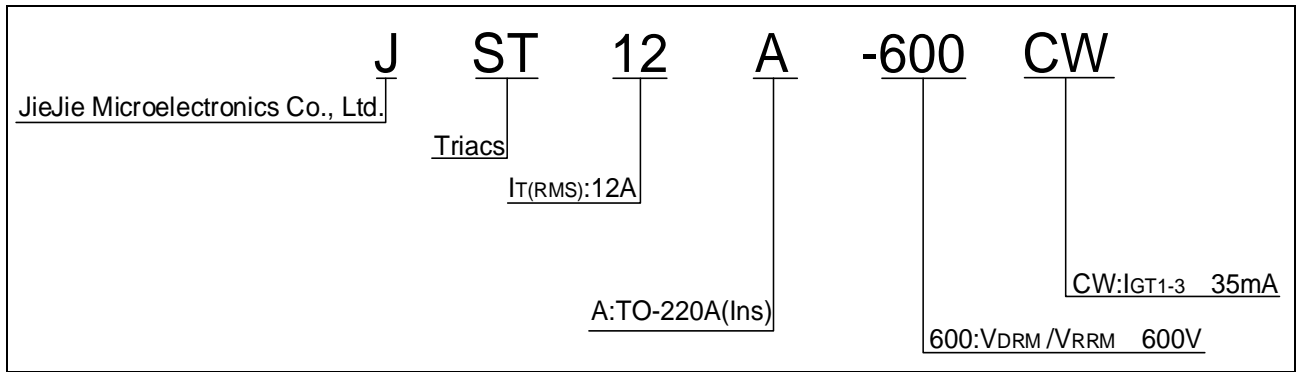 J ST 12 A -600 CW
JieJie Microelectronics Co., Ltd.
Triacs
IT(RMS):12A
CW:IGT1-3 35mA
A:TO-220A(Ins)
600:VDRM/VRRM 600V